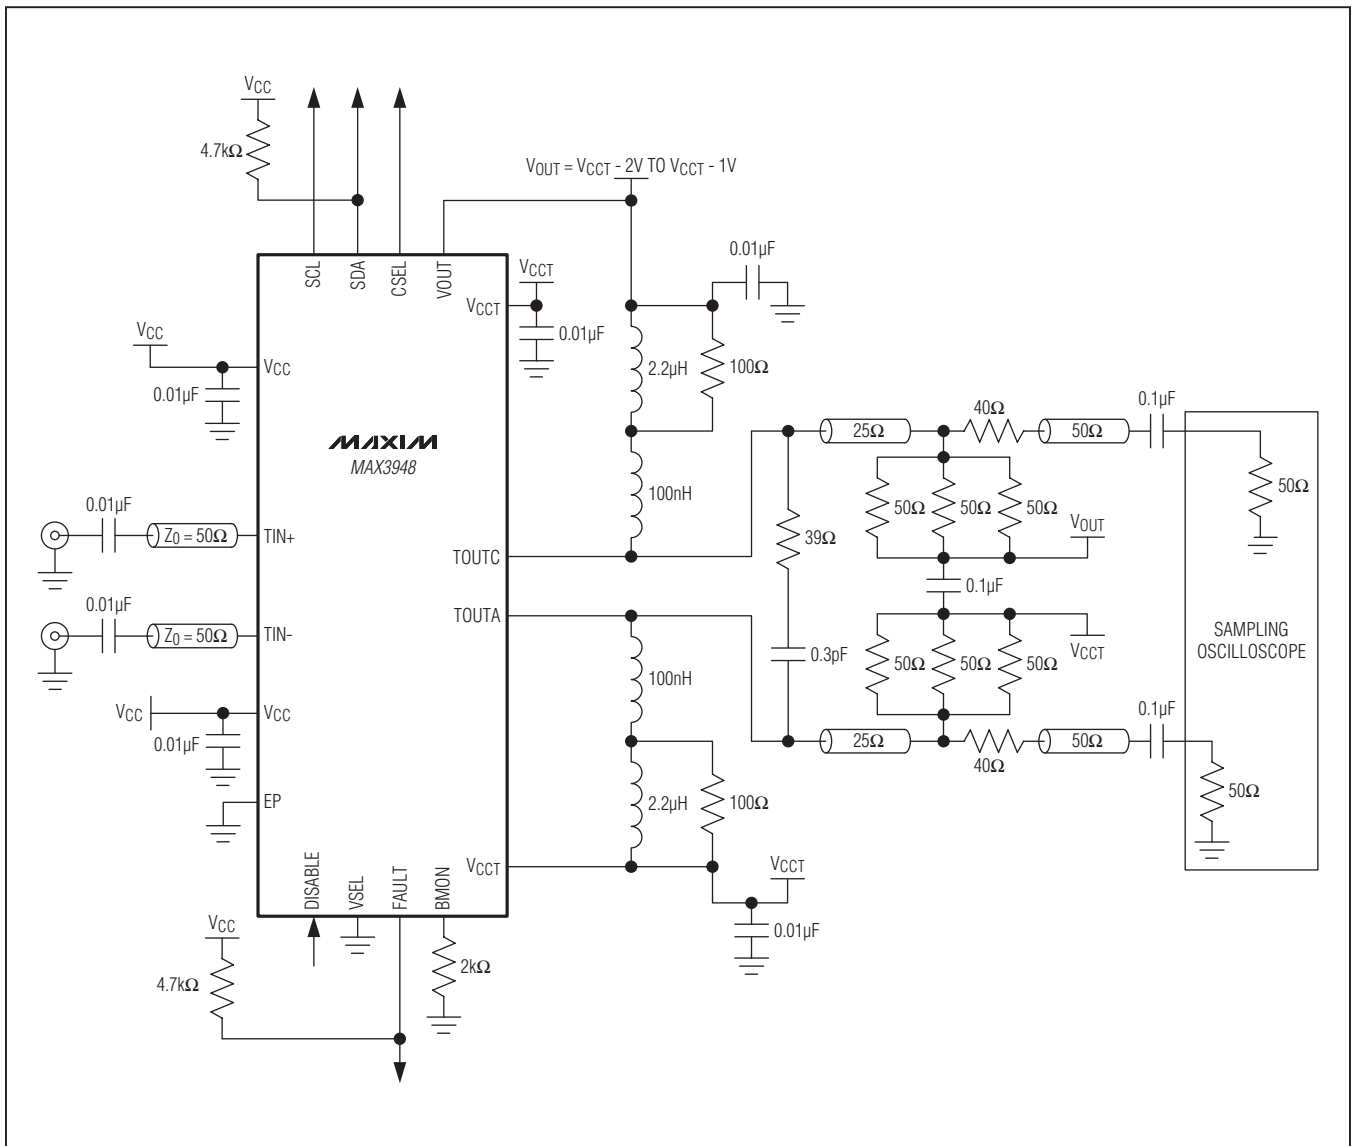 VCC
4.7kΩ
VOUT = VCCT - 2V TO VCCT - 1V
SCL
SDA
CSEL
VOUT
VCCT
VCCT
0.01µF
0.01µF
2.2µH
100Ω
VCC
VCC
0.01µF
MAXIM
MAX3948
100nH
25Ω
40Ω
50Ω
0.1µF
50Ω
50Ω
50Ω
50Ω
VOUT
39Ω
0.01µF
Z0 = 50Ω
TIN+
TOUTC
0.1µF
0.01µF
Z0 = 50Ω
TIN-
TOUTA
SAMPLING
OSCILLOSCOPE
0.3pF
50Ω
50Ω
50Ω
VCCT
100nH
VCC
VCC
0.01µF
25Ω
40Ω
50Ω
0.1µF
50Ω
2.2µH
100Ω
EP
VCCT
VCCT
0.01µF
DISABLE
VSEL
FAULT
BMON
VCC
4.7kΩ
2kΩ